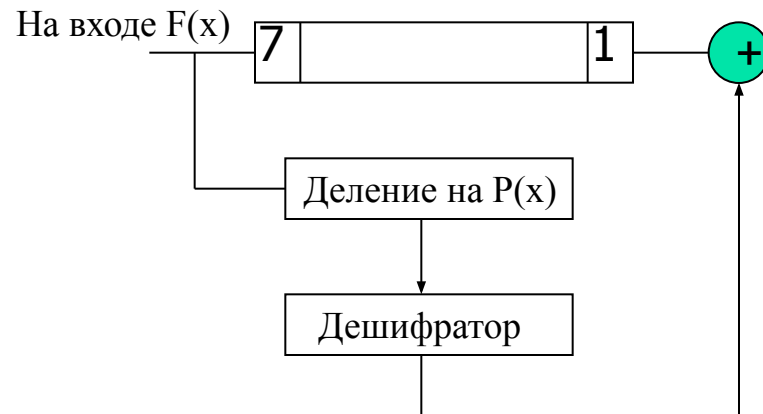 На входе F(x)
7 1 +
Деление на P(x)
Дешифратор